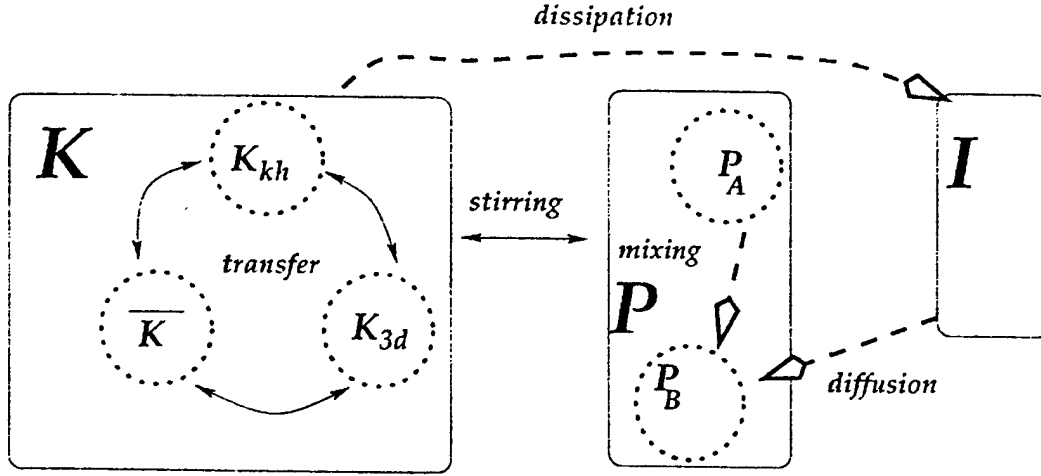 dissipation
K
K_kh
transfer
K̅
K_3d
stirring
P_A
mixing
P
P_B
I
diffusion